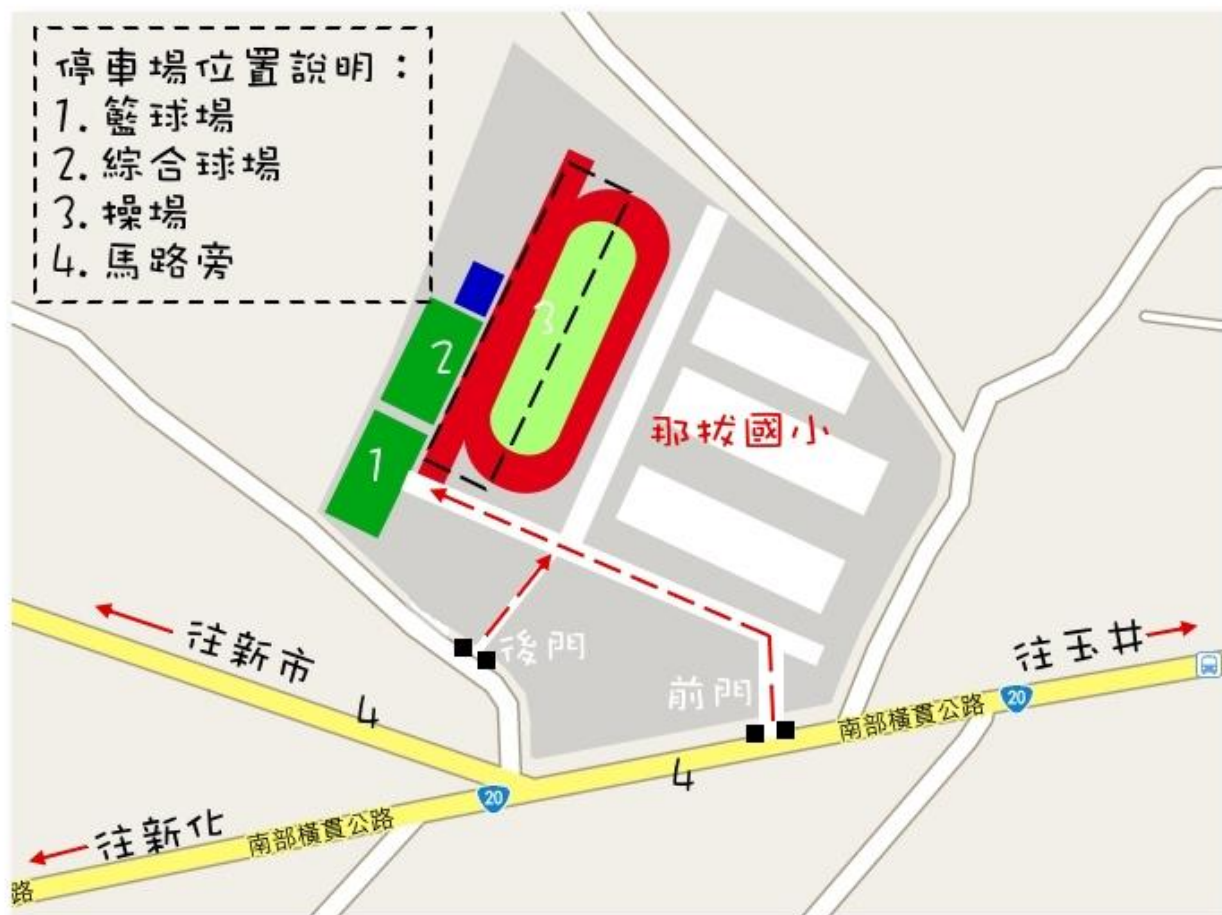 停車場位置說明：
1. 籃球場
2. 綜合球場
3. 操場
4. 馬路旁
3
2
1
那拔國小
後門
前門
往新市
往玉井
4
4
20
南部橫貫公路
20
南部橫貫公路
往新化
路